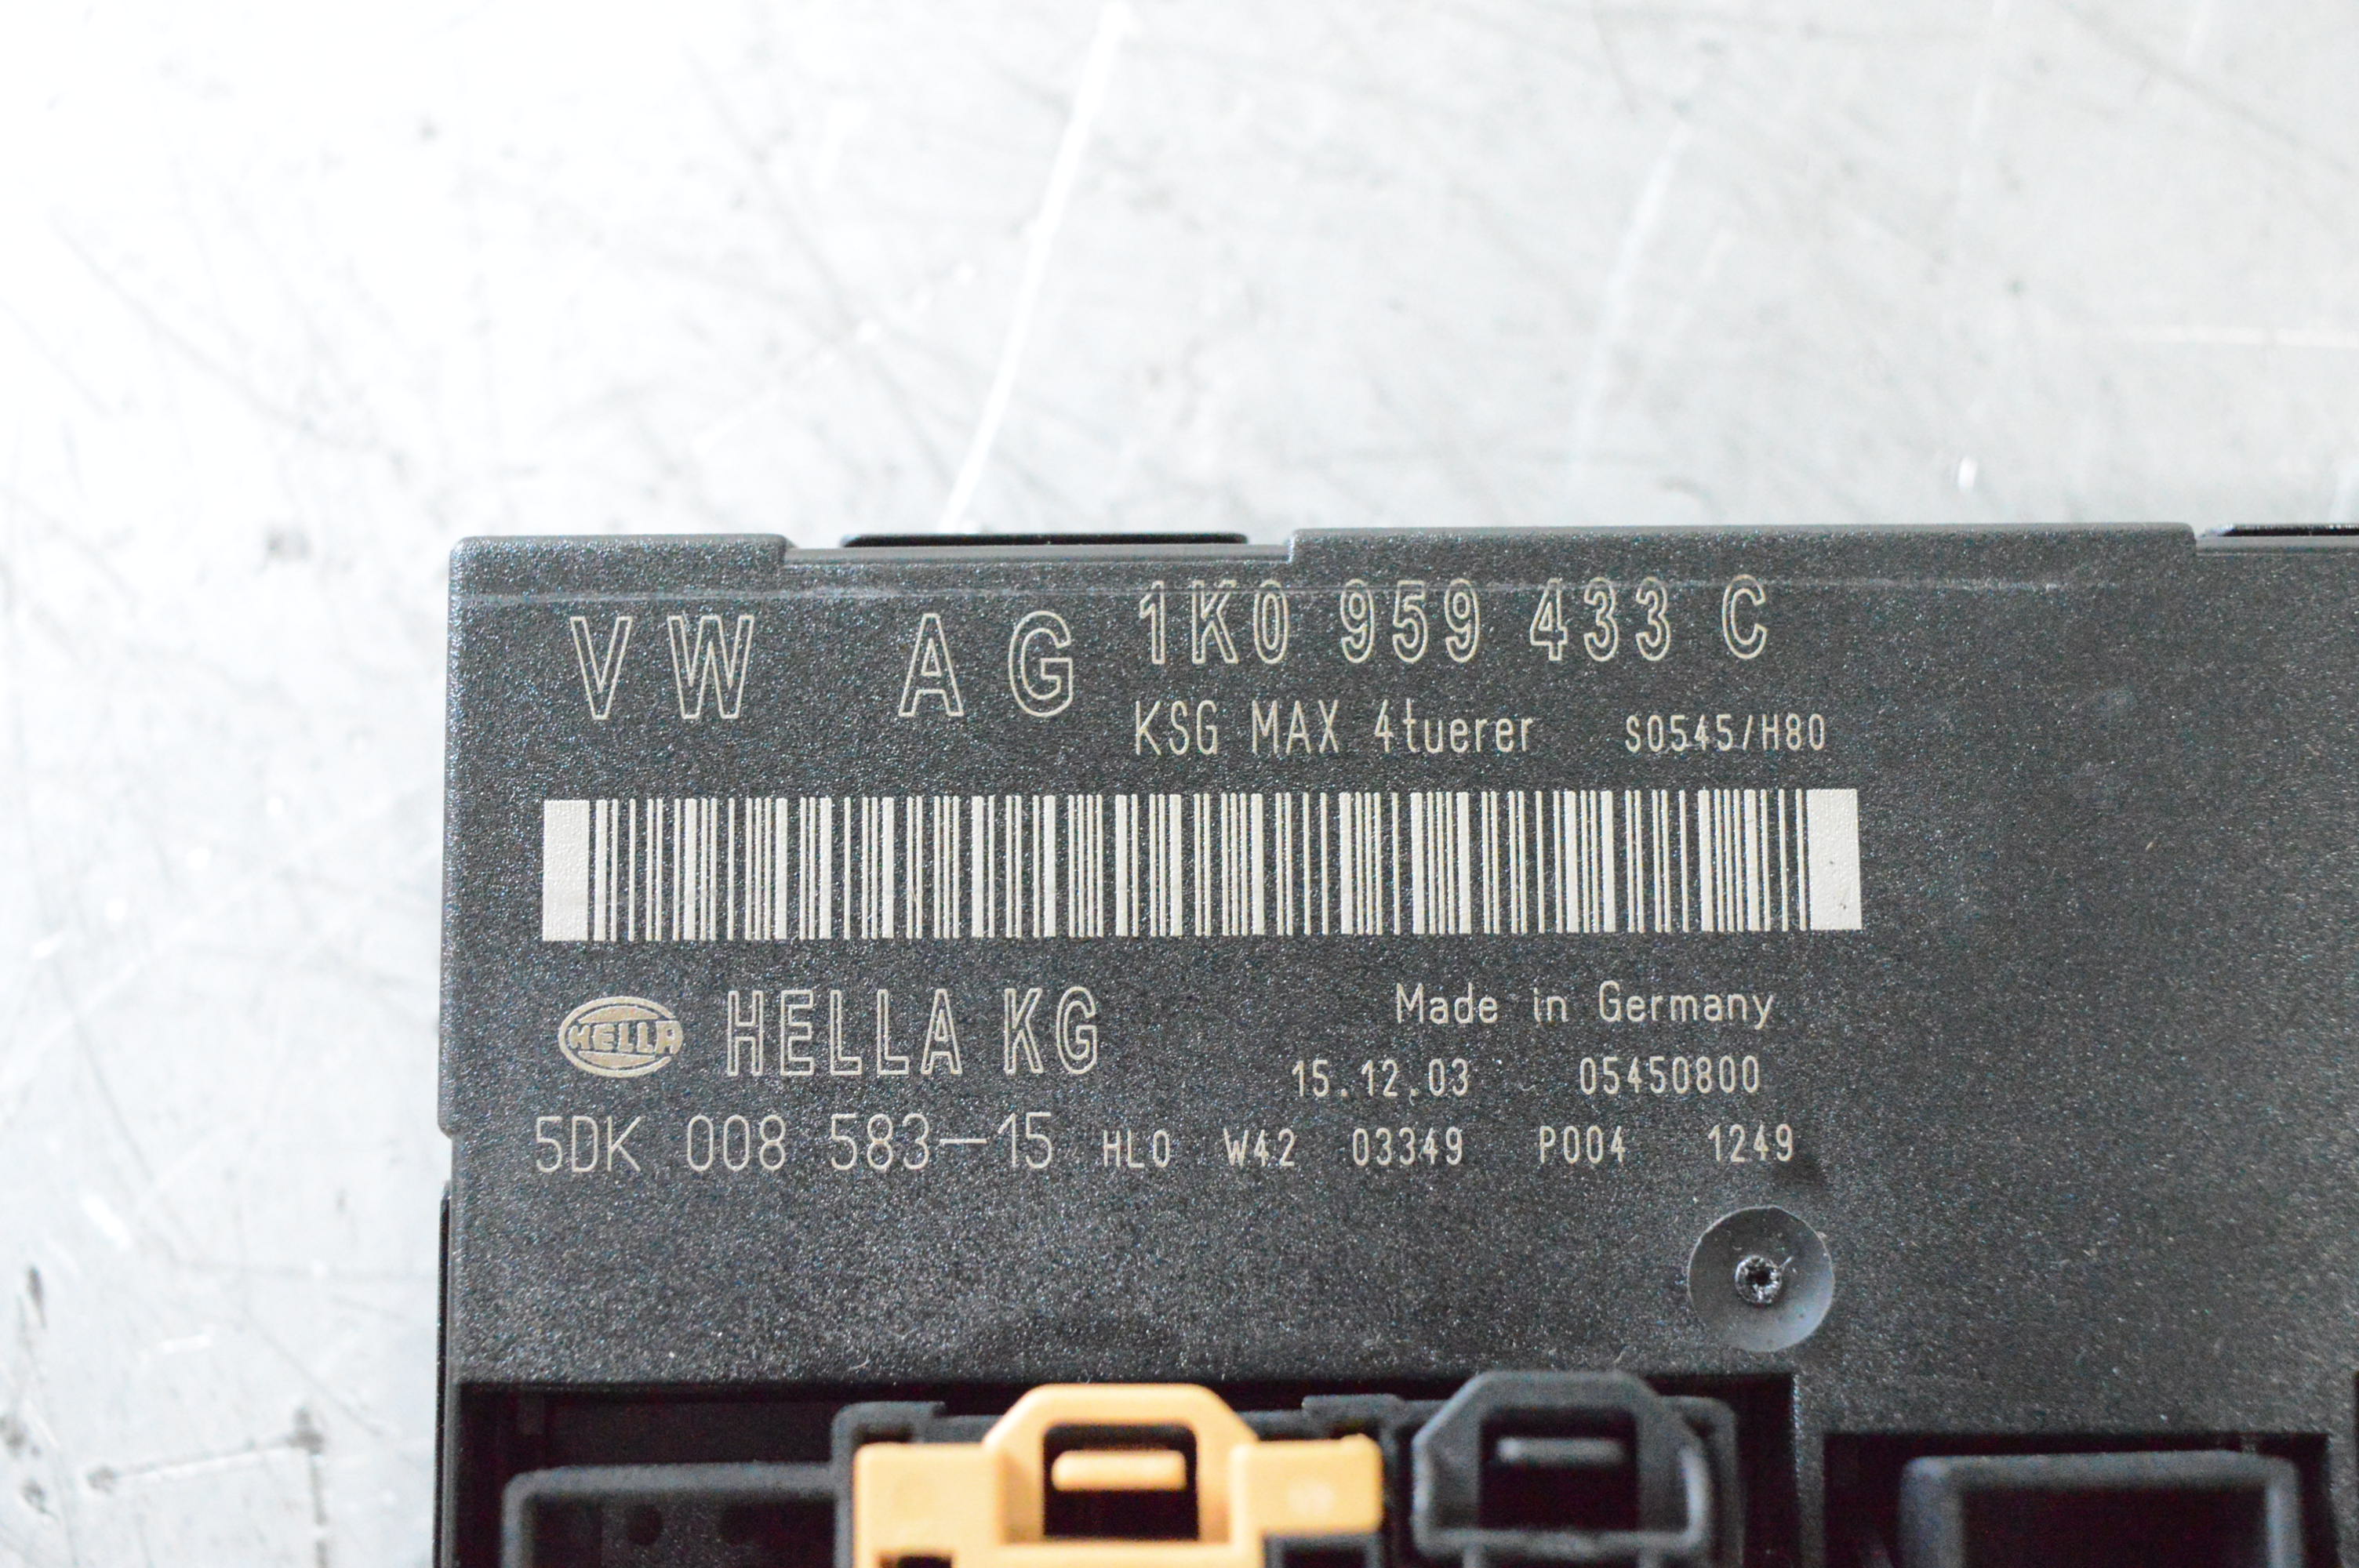 VW AG 1K0 959 433 C
KSG MAX 4tuerer S0545/H80
HELLA HELLA KG Made in Germany
15.12.03 05450800
5DK 008 583-15 HL0 W42 03349 P004 1249